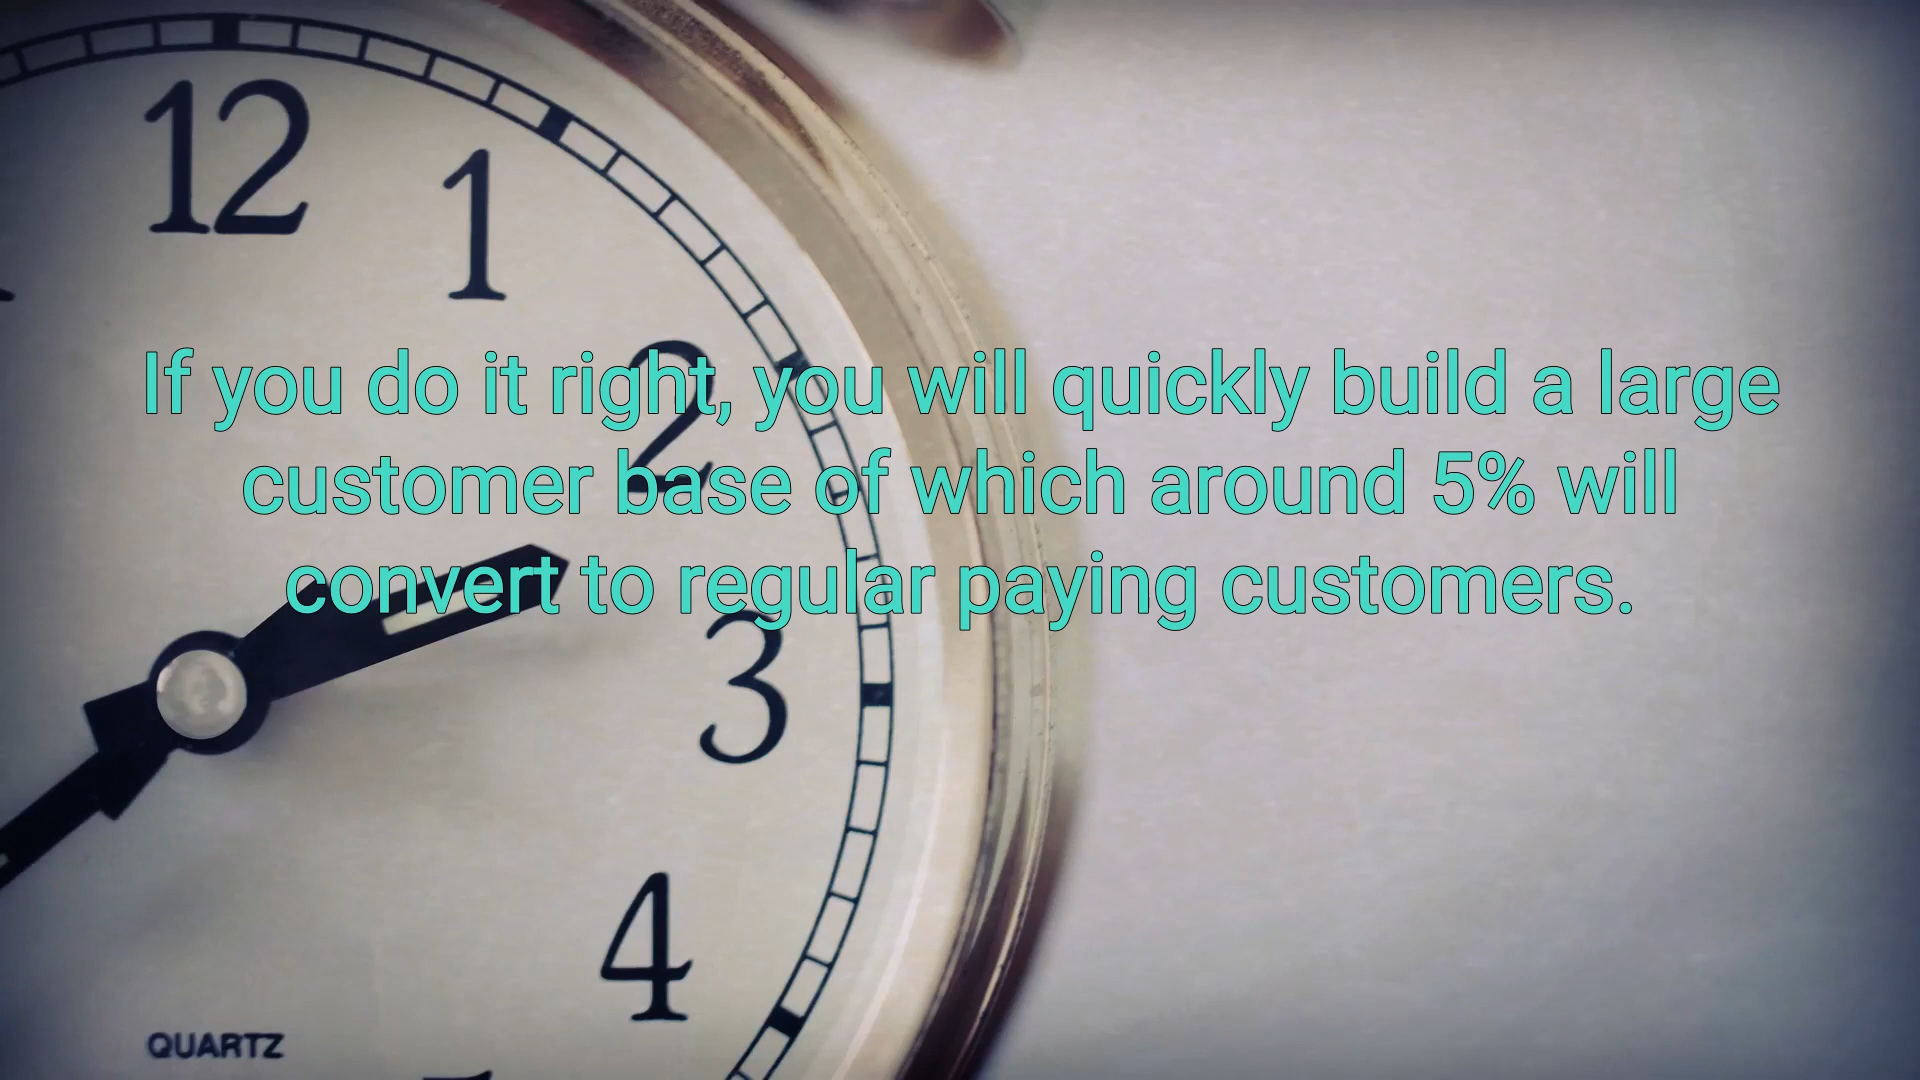 12
1
2
If you do it right, you will quickly build a large
customer base of which around 5% will
convert to regular paying customers.
3
4
QUARTZ